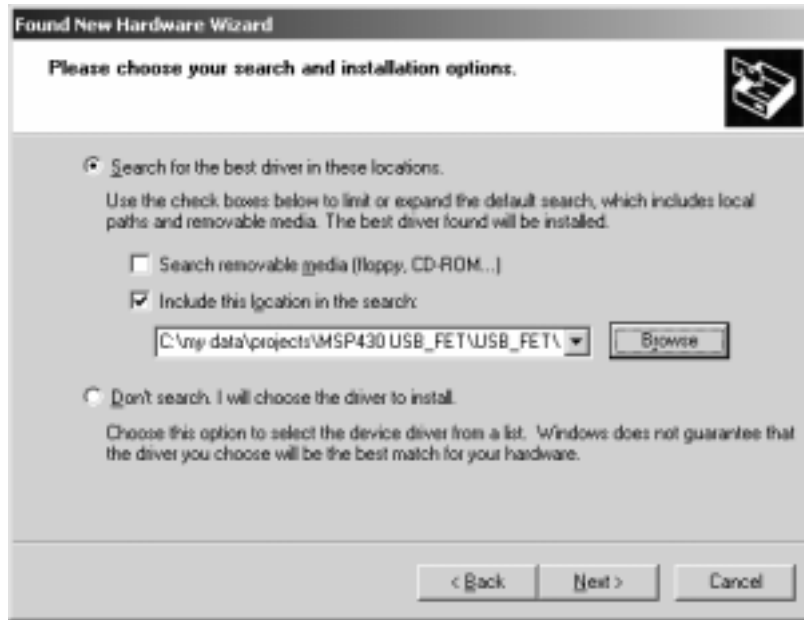 Found New Hardware Wizard
Please choose your search and installation options.
Search for the best driver in these locations.
Use the check boxes below to limit or expand the default search, which includes local
paths and removable media. The best driver found will be installed.
Search removable media (floppy, CD-ROM...)
Include this location in the search:
C:\my data\projects\MSP430 USB_FET\USB_FET\
Browse
Don't search. I will choose the driver to install.
Choose this option to select the device driver from a list. Windows does not guarantee that
the driver you choose will be the best match for your hardware.
< Back
Next >
Cancel